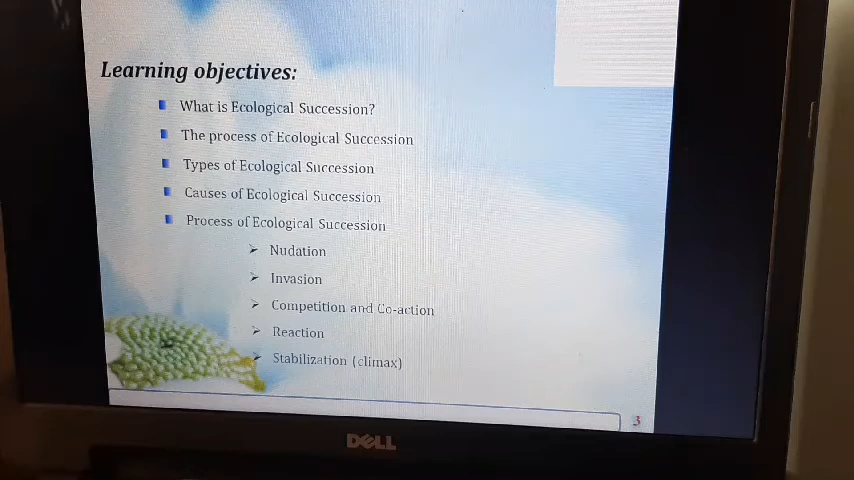 Learning objectives:
What is Ecological Succession?
The process of Ecological Succession
Types of Ecological Succession
Causes of Ecological Succession
Process of Ecological Succession
Nudation
Invasion
Competition and Co-action
Reaction
Stabilization (climax)
3
DELL